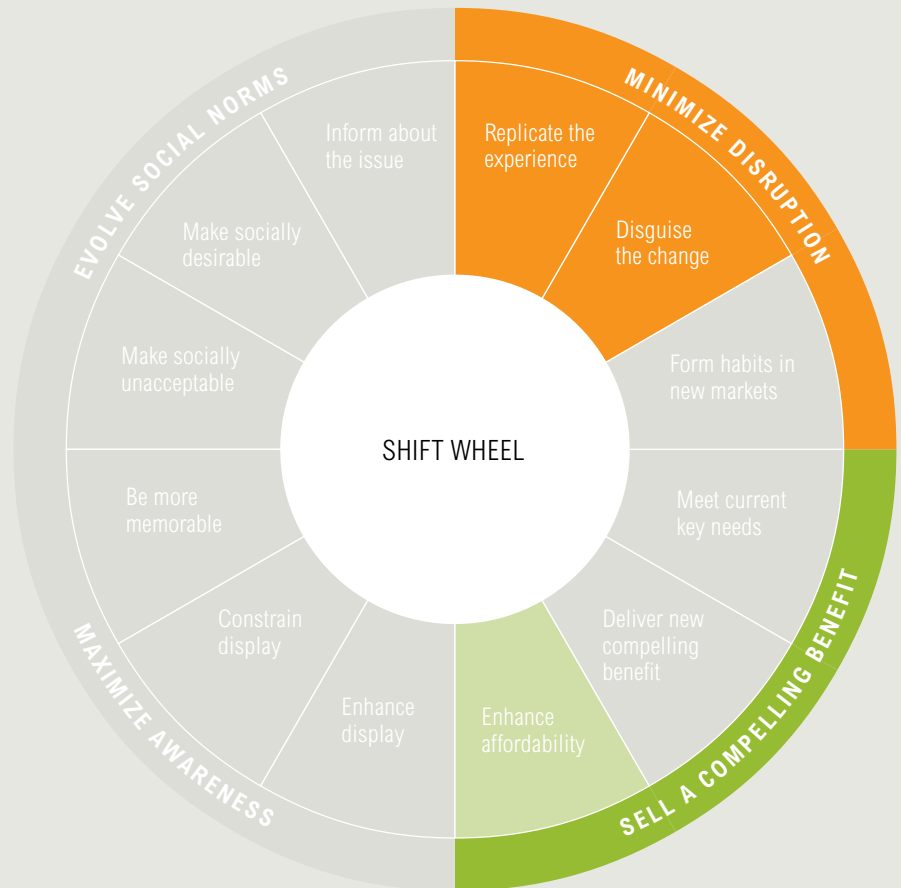 SHIFT WHEEL
MINIMIZE DISRUPTION
Replicate the
experience
Disguise
the change
Form habits in
new markets
SELL A COMPELLING BENEFIT
Meet current
key needs
Deliver new
compelling
benefit
Enhance
affordability
MAXIMIZE AWARENESS
Enhance
display
Constrain
display
Be more
memorable
EVOLVE SOCIAL NORMS
Make socially
unacceptable
Make socially
desirable
Inform about
the issue